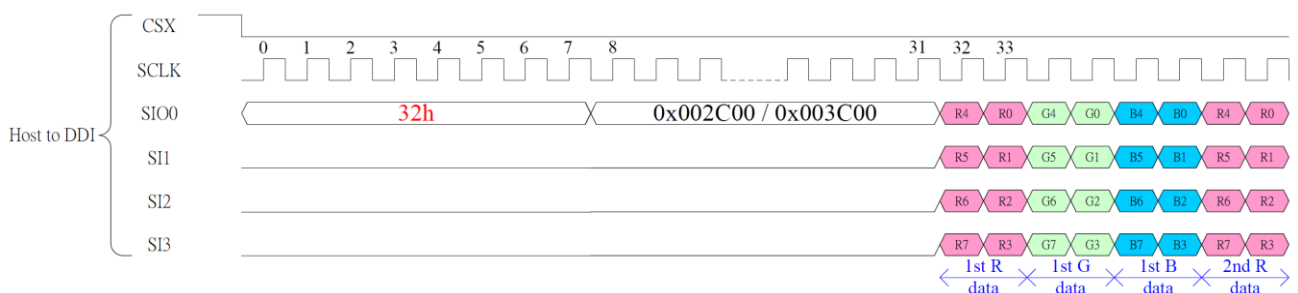 CSX
0 1 2 3 4 5 6 7 8 31 32 33
SCLK
SIO0 32h 0x002C00 / 0x003C00 R4 R0 G4 G0 B4 B0 R4 R0
Host to DDI
SI1 R5 R1 G5 G1 B5 B1 R5 R1
SI2 R6 R2 G6 G2 B6 B2 R6 R2
SI3 R7 R3 G7 G3 B7 B3 R7 R3
1st R 1st G 1st B 2nd R
data data data data